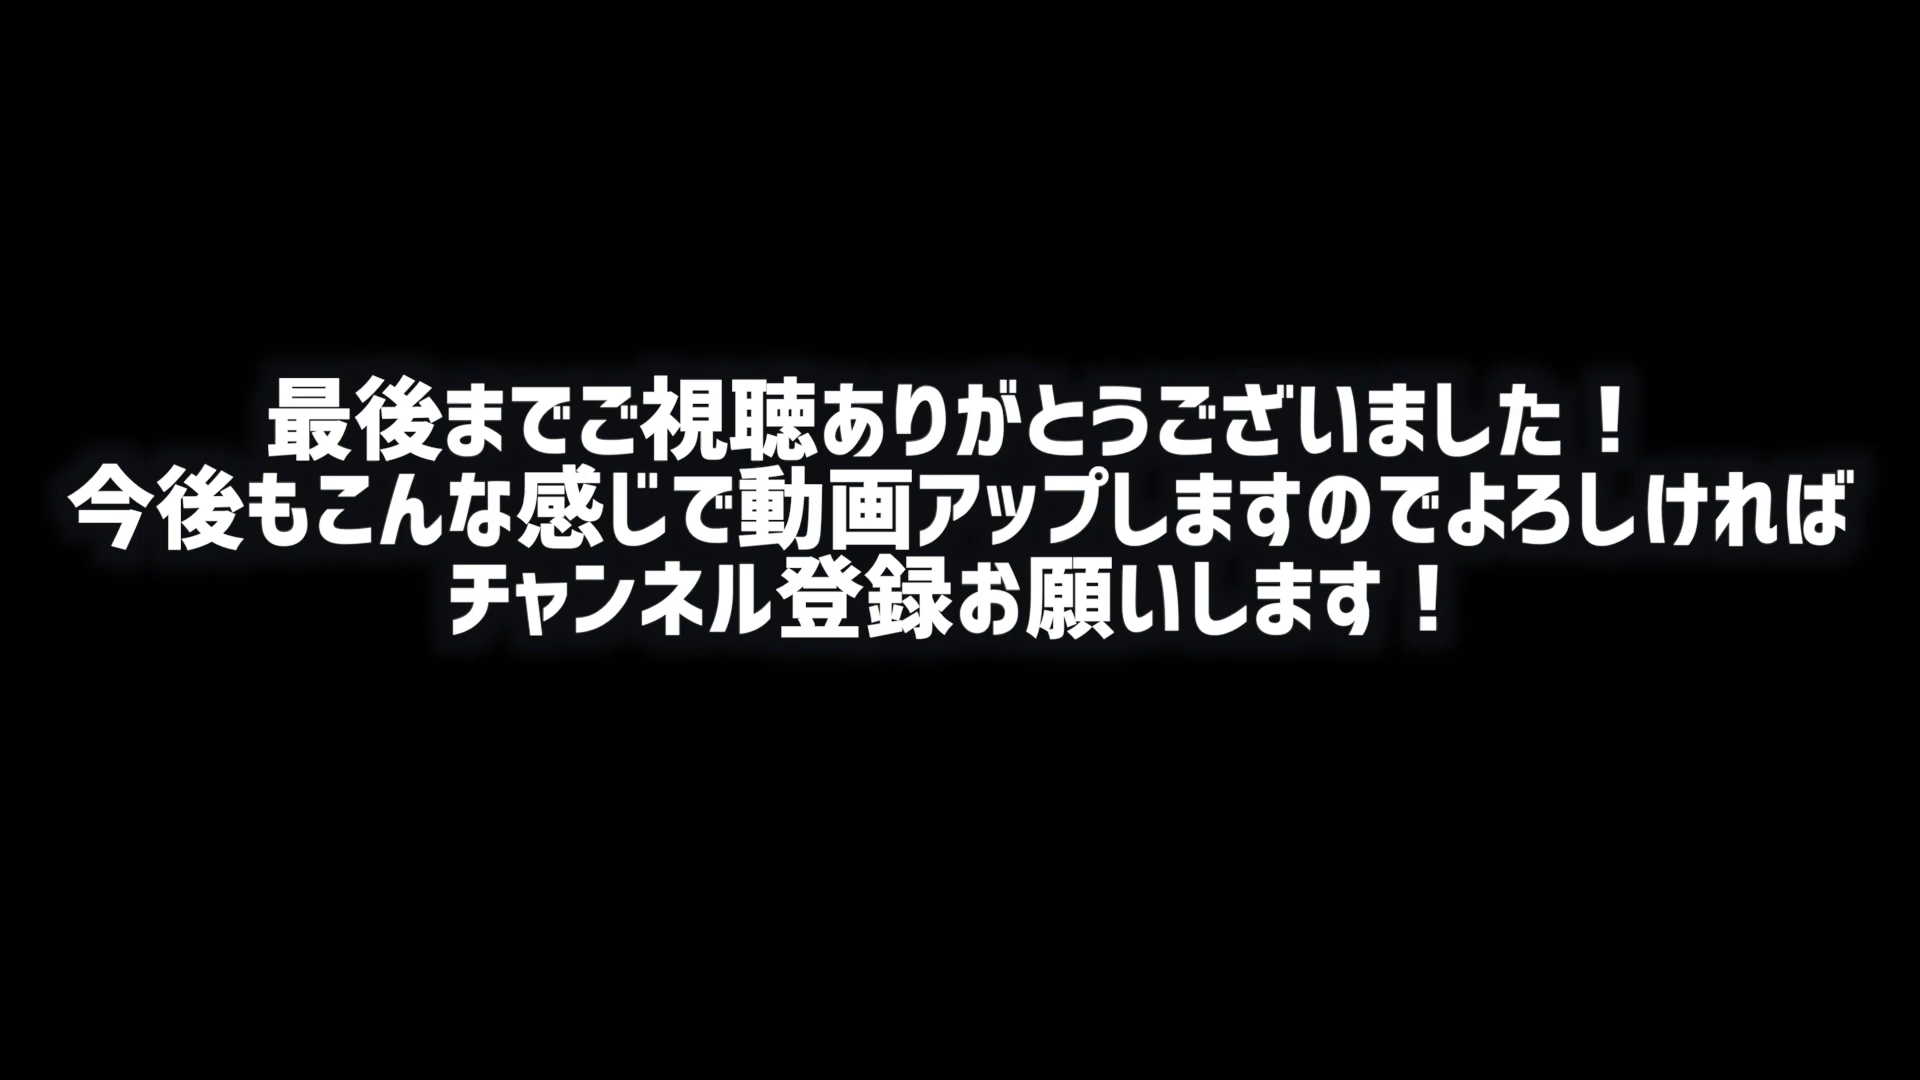 最後までご視聴ありがとうございました！
今後もこんな感じで動画アップしますのでよろしければ
チャンネル登録お願いします！